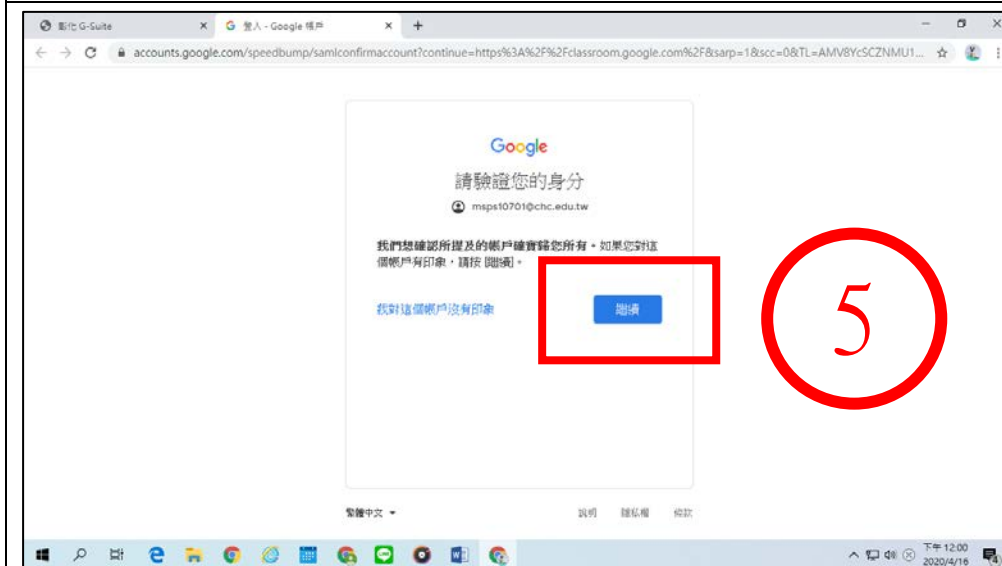 彰化 G-Suite
登入 - Google 帳戶
accounts.google.com/speedbump/samlconfirmaccount?continue=https%3A%2F%2Fclassroom.google.com%2F&sarp=1&scc=0&TL=AMV8YcSCZNMU1...
Google
請驗證您的身分
msps10701@chc.edu.tw
我們想確認所提及的帳戶確實歸您所有。如果您對這
個帳戶有印象，請按 [繼續]。
我對這個帳戶沒有印象
繼續
5
繁體中文
說明 隱私權 條款
下午 12:00
2020/4/16